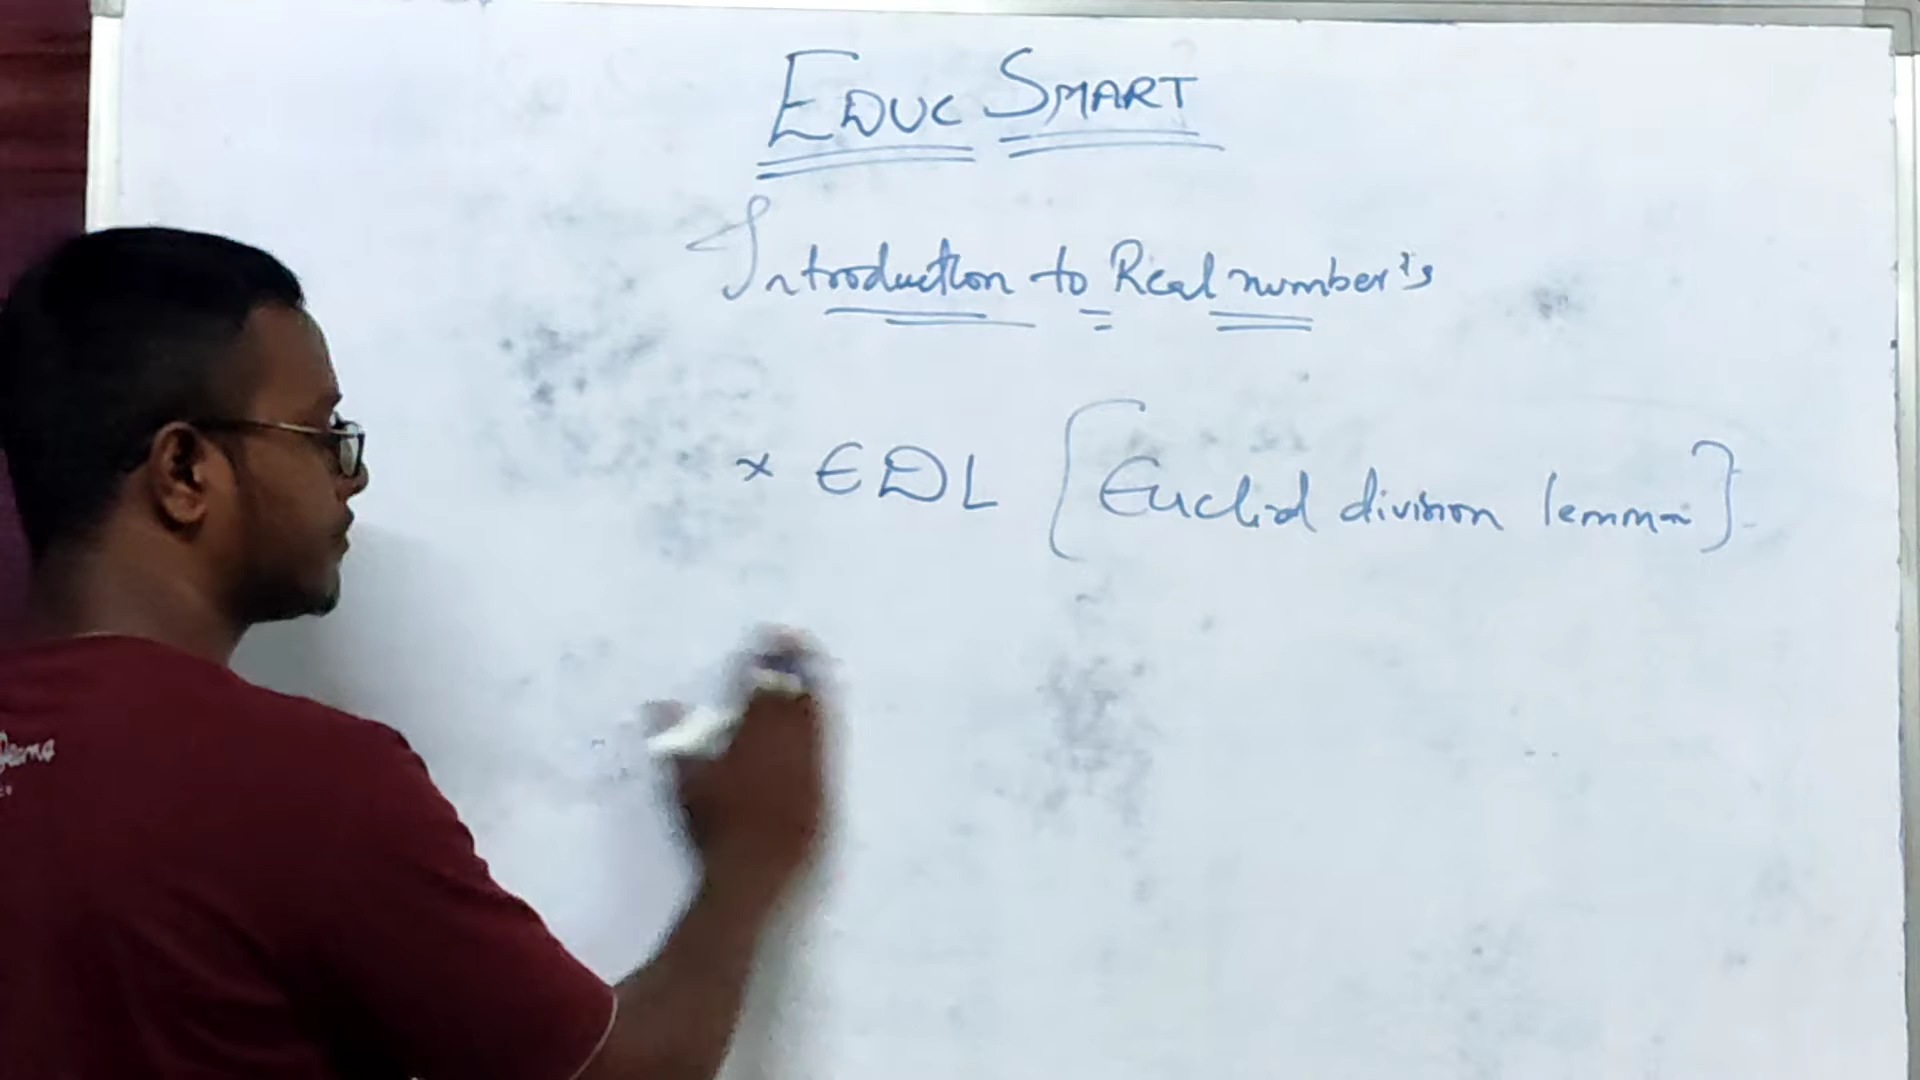 EDUC SMART
Introduction to Real number's
× EDL [Euclid division lemma}